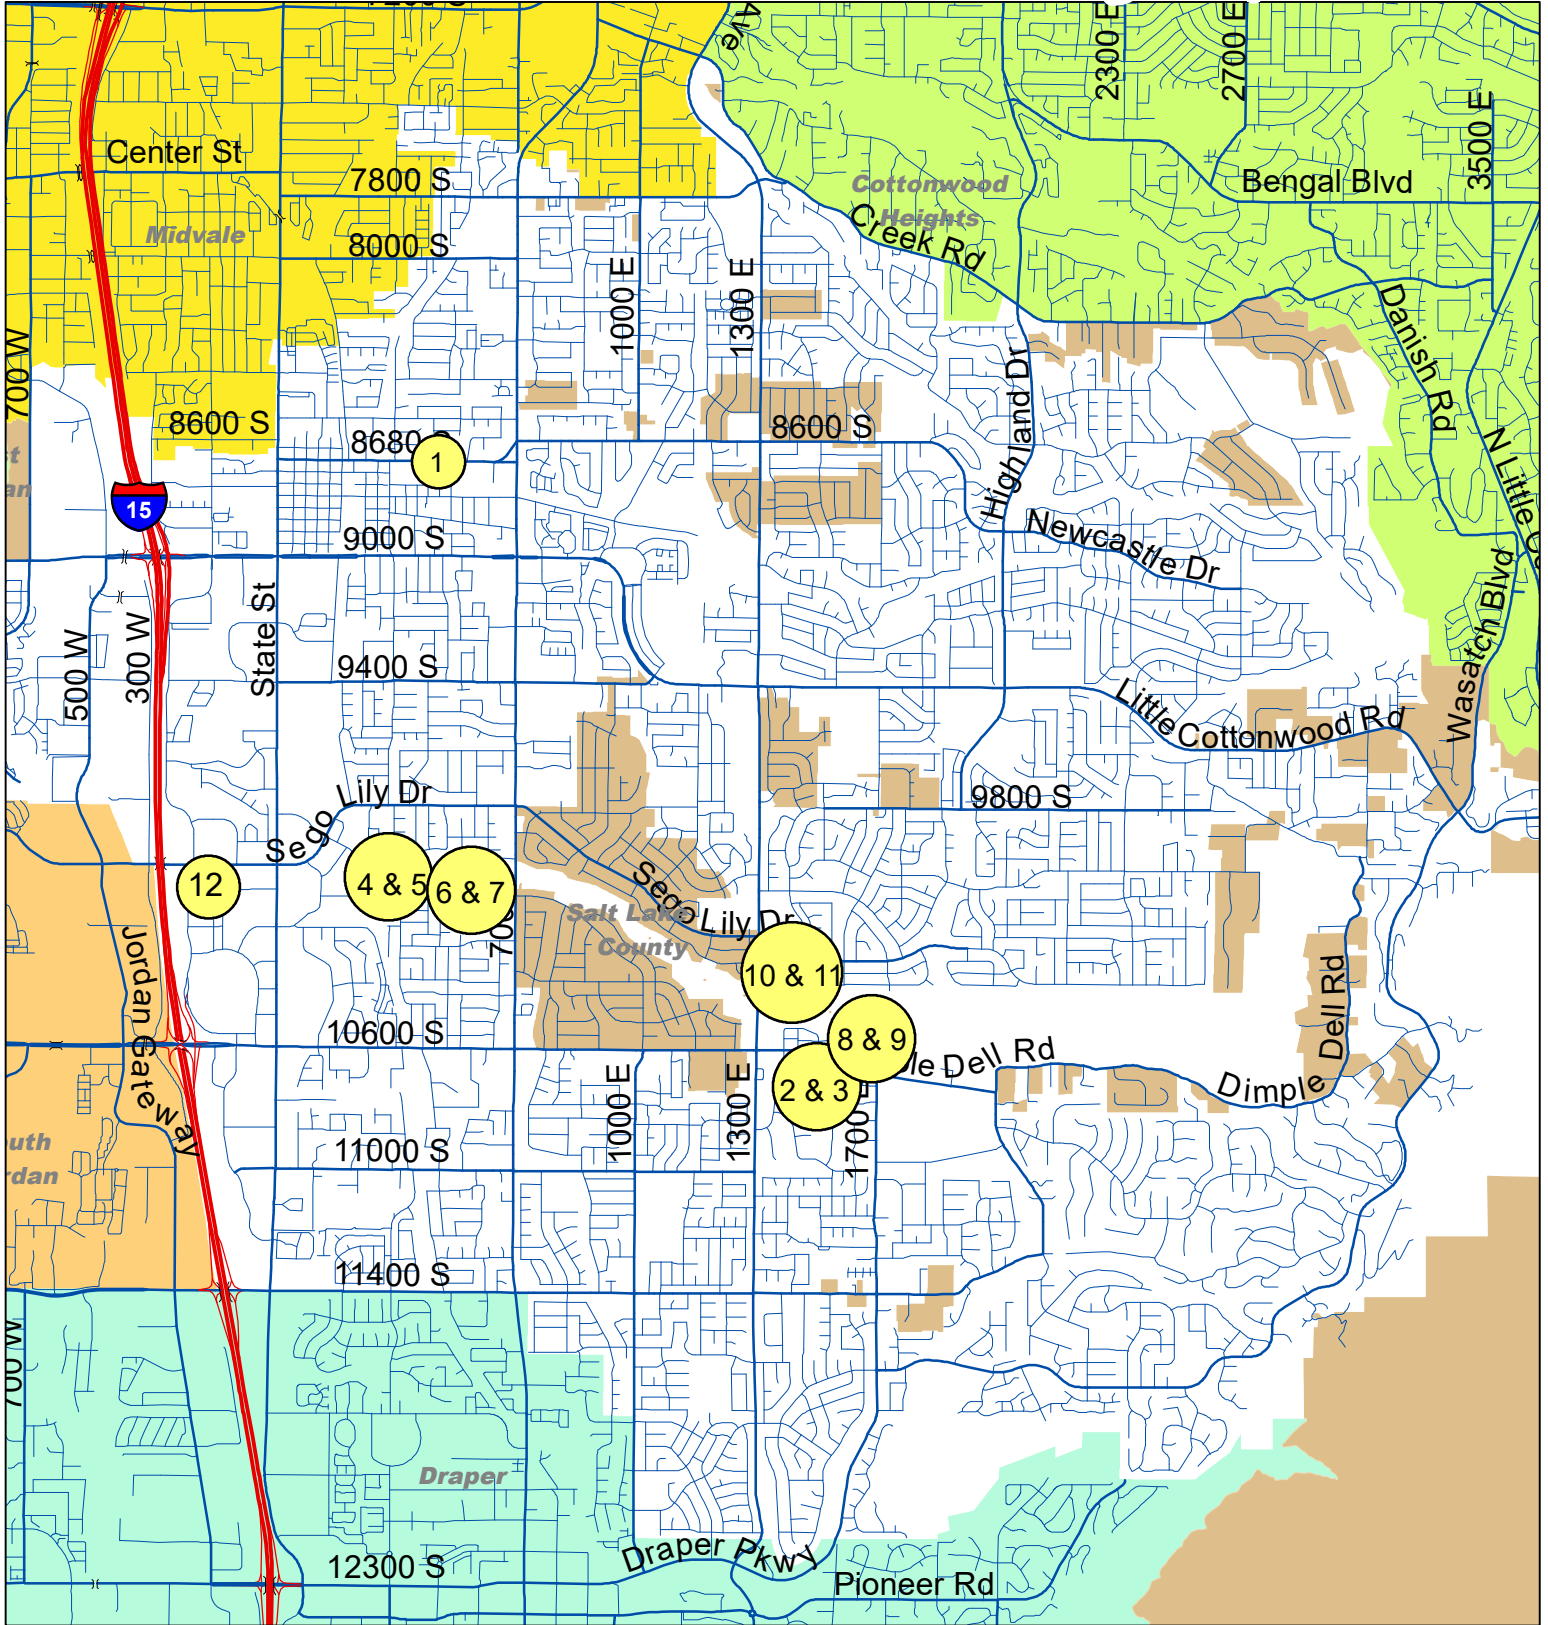 Ave
2300 E
2700 E
3500 E
Center St
7800 S
Bengal Blvd
Cottonwood
Heights
Creek Rd
Midvale
8000 S
1000 E
1300 E
Danish Rd
700 W
Highland Dr
8600 S
8680 S
8600 S
1
15
9000 S
Newcastle Dr
N Little
Wasatch Blvd
State St
300 W
500 W
9400 S
Little Cottonwood Rd
Lily Dr
Sego
9800 S
12
4 & 5
6 & 7
Sego Lily Dr
Salt Lake
County
10 & 11
Jordan Gateway
Dell Rd
10600 S
8 & 9
2 & 3
Dell Rd
Dimple
1000 E
1300 E
1700 E
11000 S
11400 S
700 W
Draper
12300 S
Draper Pkwy
Pioneer Rd